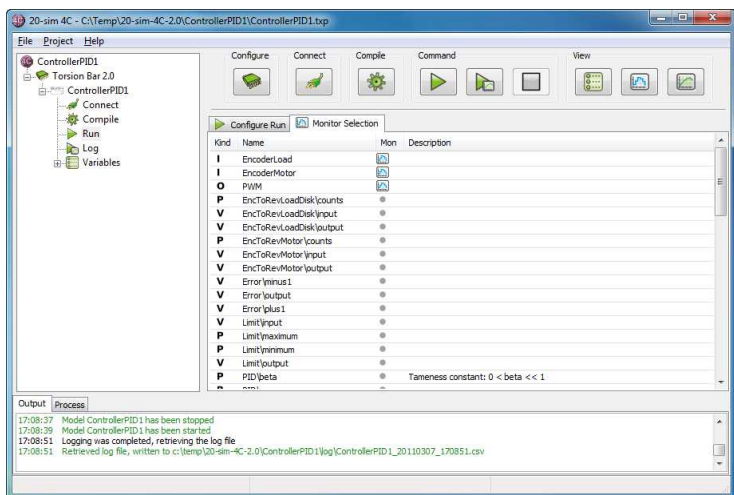 20-sim 4C - C:\Temp\20-sim-4C-2.0\ControllerPID1\ControllerPID1.txp
File Project Help
ControllerPID1
Torsion Bar 2.0
ControllerPID1
Connect
Compile
Run
Log
Variables
Configure Connect Compile Command View
Configure Run Monitor Selection
Kind Name Mon Description
I EncoderLoad
I EncoderMotor
O PWM
P EncToRevLoadDisk\counts
V EncToRevLoadDisk\input
V EncToRevLoadDisk\output
P EncToRevMotor\counts
V EncToRevMotor\input
V EncToRevMotor\output
V Error\minus1
V Error\output
V Error\plus1
V Limit\input
P Limit\maximum
P Limit\minimum
V Limit\output
P PID\beta Tameness constant: 0 < beta << 1
Output Process
17:08:37 Model ControllerPID1 has been stopped
17:08:39 Model ControllerPID1 has been started
17:08:51 Logging was completed, retrieving the log file
17:08:51 Retrieved log file, written to c:\temp\20-sim-4C-2.0\ControllerPID1\log\ControllerPID1_20110307_170851.csv